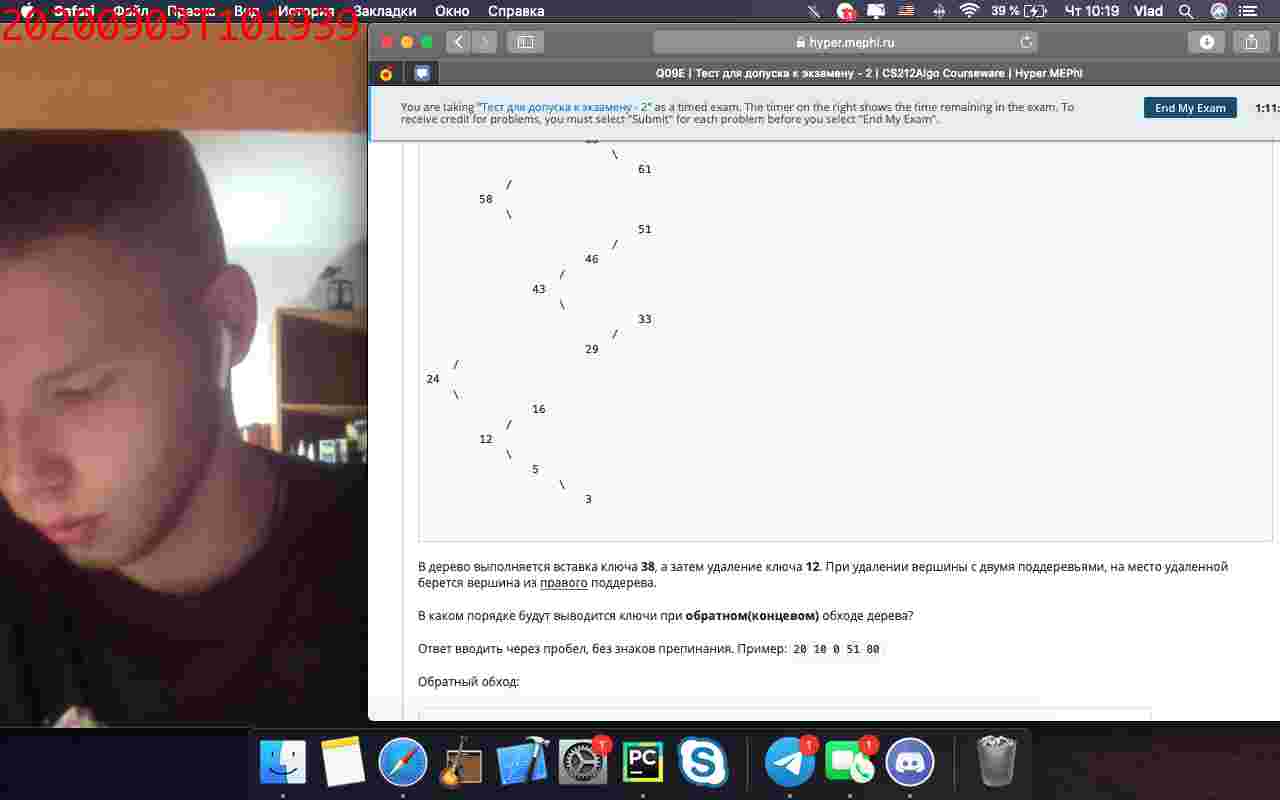 Safari Файл Правка Вид История Закладки Окно Справка 39 % Чт 10:19 Vlad
20200903T101939
hyper.mephi.ru
Q09E | Тест для допуска к экзамену - 2 | CS212Algo Courseware | Hyper.MEPhI
You are taking "Тест для допуска к экзамену - 2" as a timed exam. The timer on the right shows the time remaining in the exam. To
receive credit for problems, you must select "Submit" for each problem before you select "End My Exam".
End My Exam
1:11:
\
61
/
58
\
51
/
46
/
43
\
33
/
29
/
24
\
16
/
12
\
5
\
3
В дерево выполняется вставка ключа 38, а затем удаление ключа 12. При удалении вершины с двумя поддеревьями, на место удаленной
берется вершина из правого поддерева.
В каком порядке будут выводится ключи при обратном(концевом) обходе дерева?
Ответ вводить через пробел, без знаков препинания. Пример: 20 10 0 51 80
Обратный обход:
PC
1
1
1